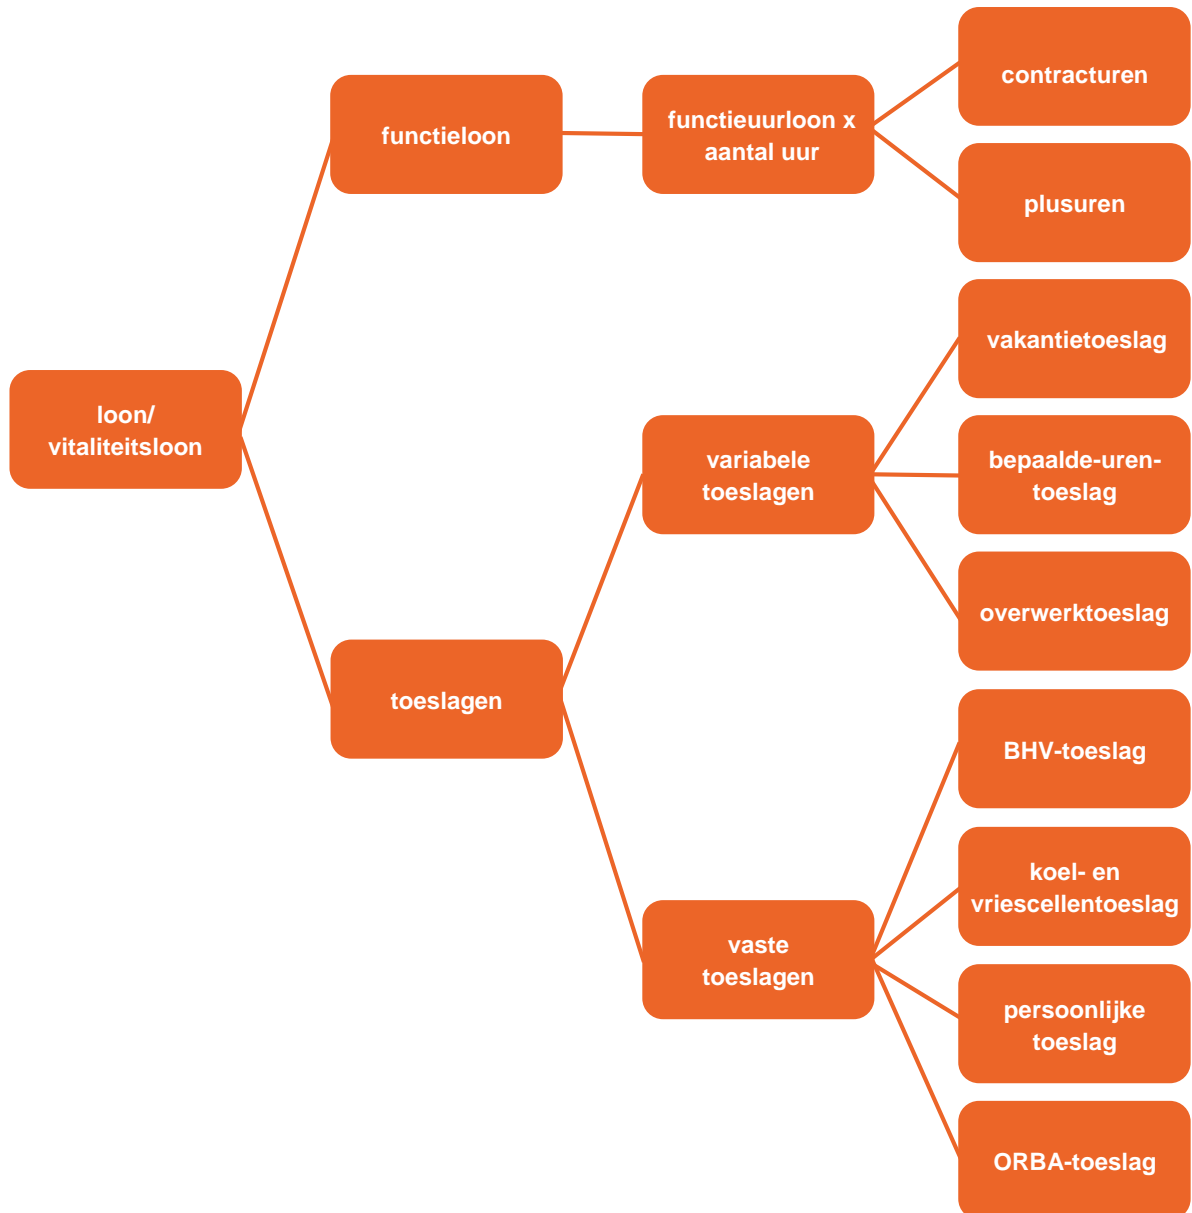 contracturen
functieloon
functieuurloon x
aantal uur
plusuren
vakantietoeslag
loon/
vitaliteitsloon
variabele
toeslagen
bepaalde-uren-
toeslag
overwerktoeslag
toeslagen
BHV-toeslag
koel- en
vriescellentoeslag
vaste
toeslagen
persoonlijke
toeslag
ORBA-toeslag